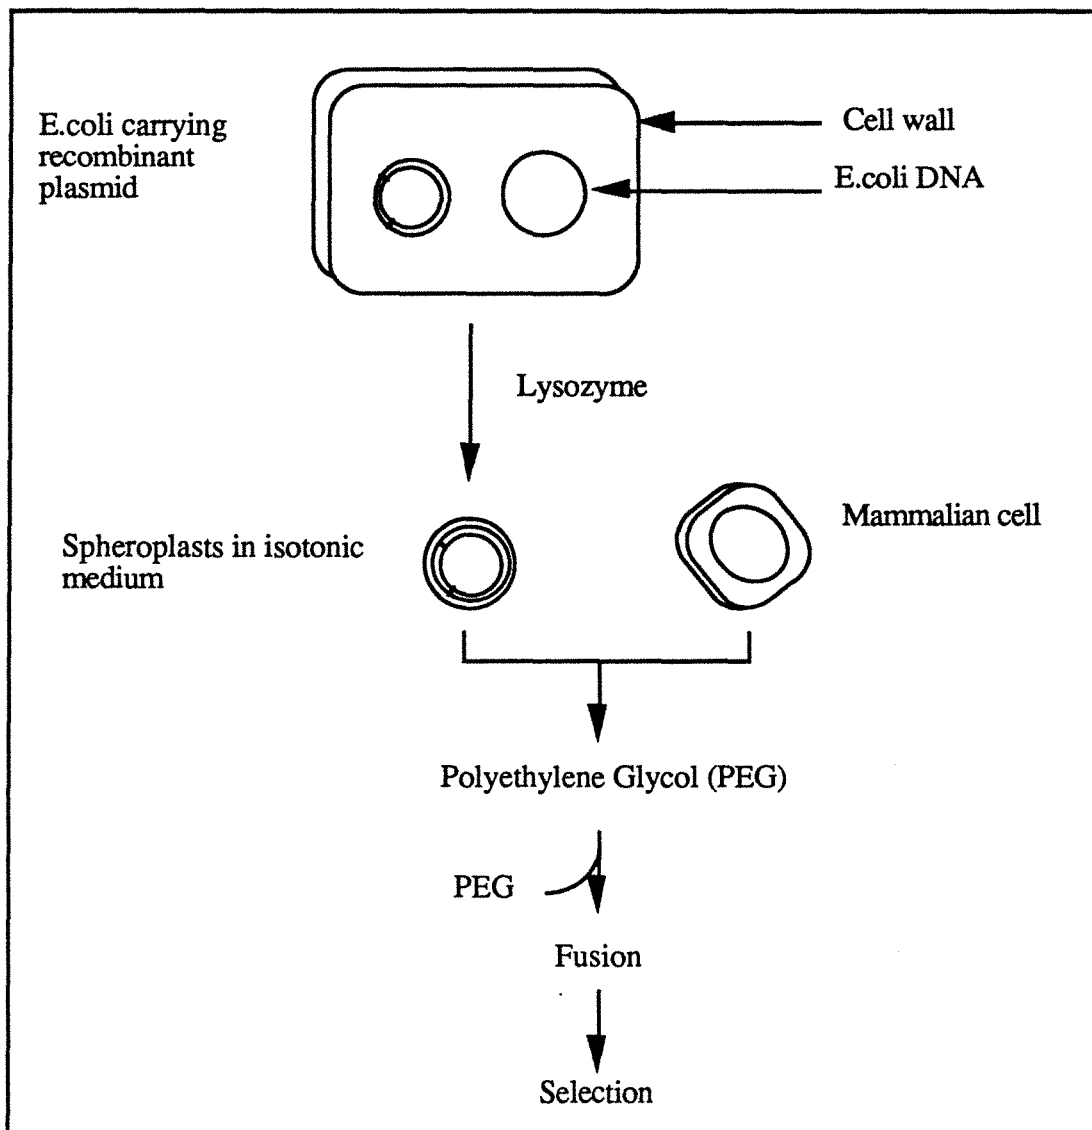 E.coli carrying
recombinant
plasmid
Cell wall
E.coli DNA
Lysozyme
Spheroplasts in isotonic
medium
Mammalian cell
Polyethylene Glycol (PEG)
PEG
Fusion
Selection